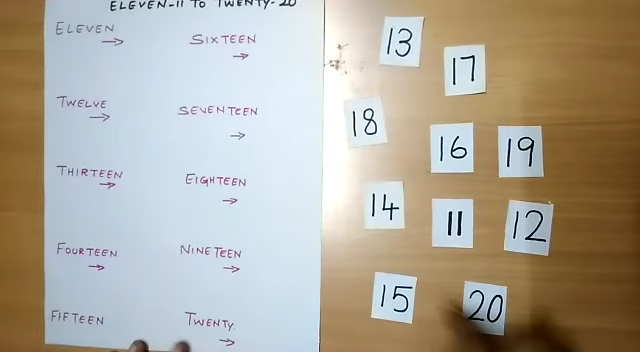 ELEVEN-11 TO TWENTY-20
ELEVEN →
SIXTEEN →
TWELVE →
SEVENTEEN →
THIRTEEN →
EIGHTEEN →
FOURTEEN →
NINETEEN →
FIFTEEN
TWENTY →
13
17
18
16
19
14
11
12
15
20